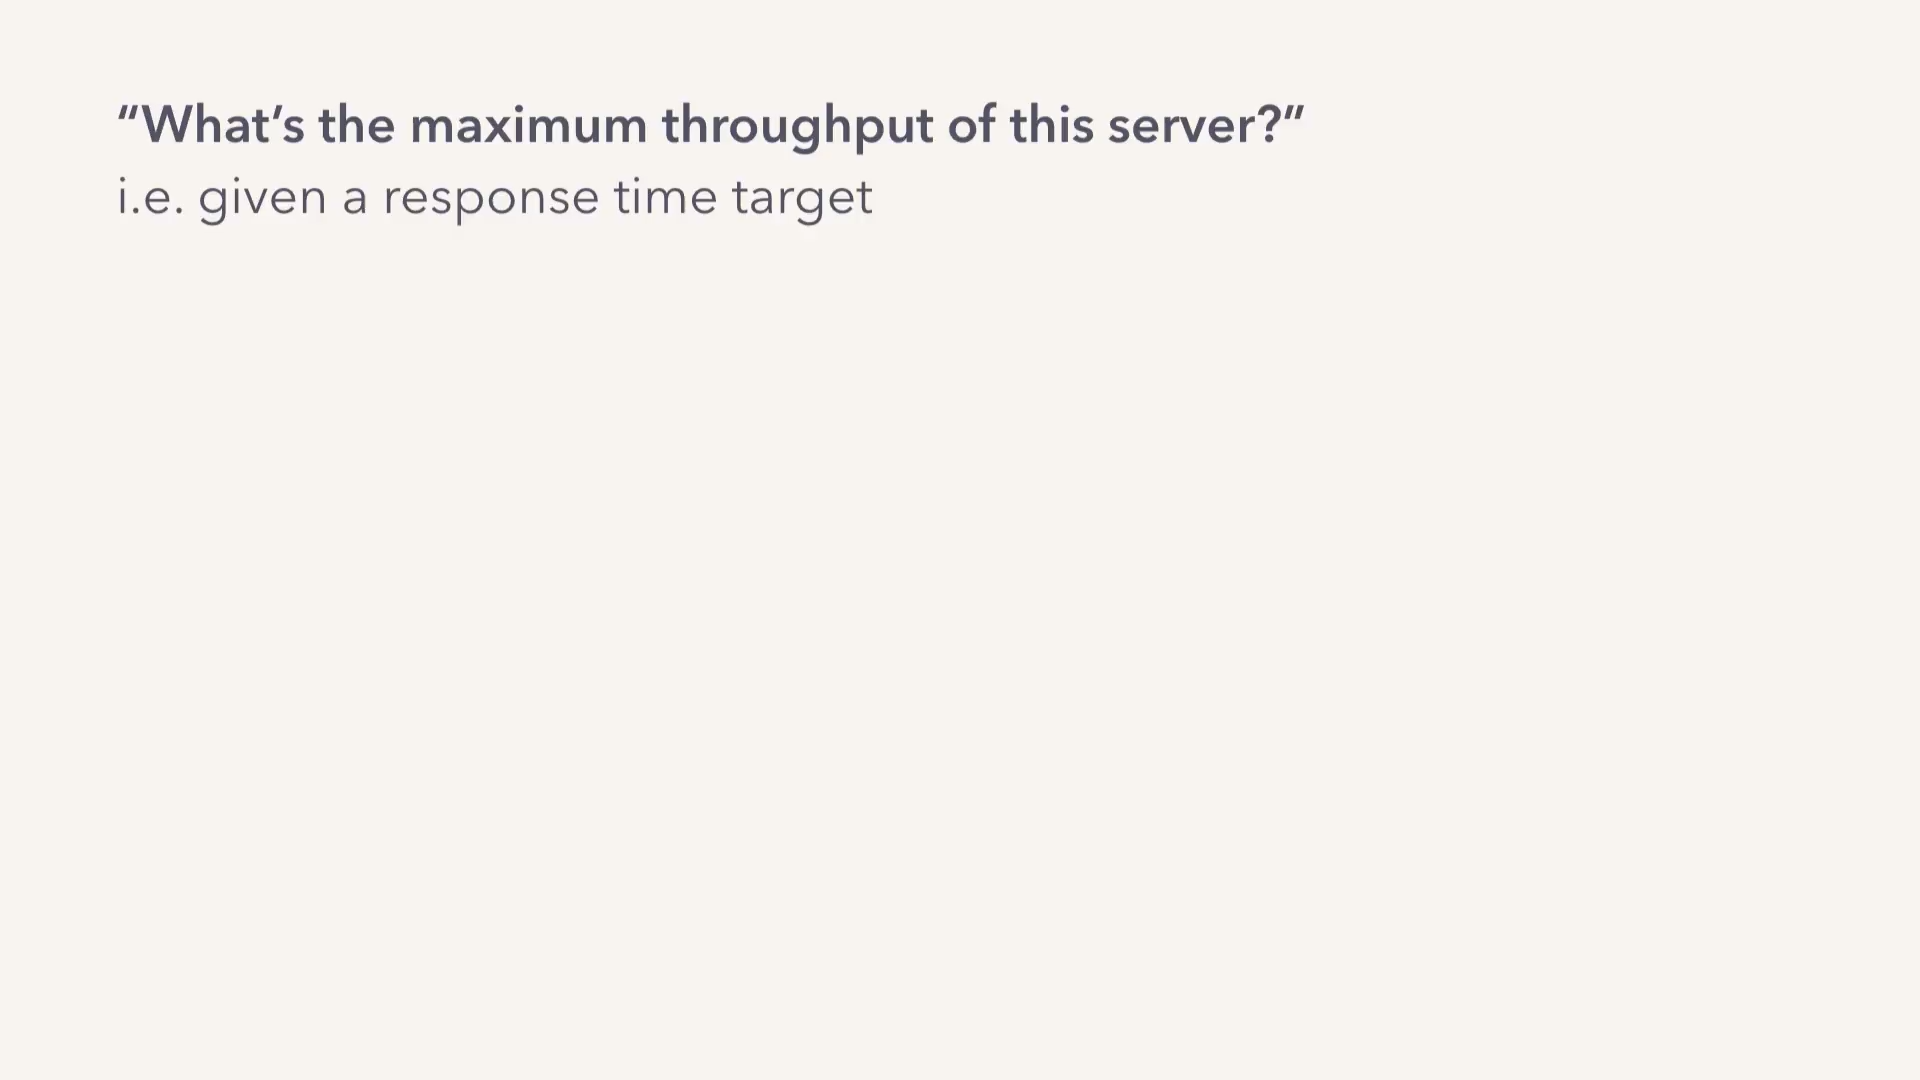 “What’s the maximum throughput of this server?”
i.e. given a response time target